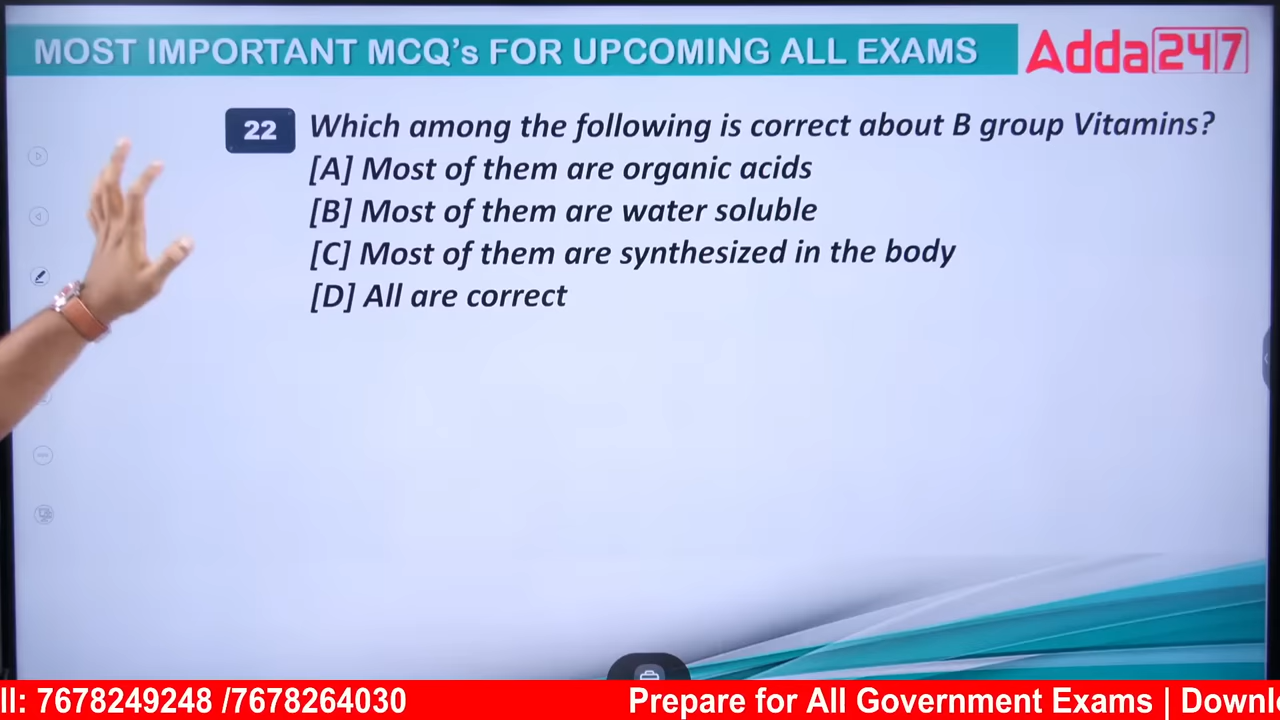 MOST IMPORTANT MCQ's FOR UPCOMING ALL EXAMS
Adda247
22
Which among the following is correct about B group Vitamins?
[A] Most of them are organic acids
[B] Most of them are water soluble
[C] Most of them are synthesized in the body
[D] All are correct
ll: 7678249248 /7678264030
Prepare for All Government Exams | Downl